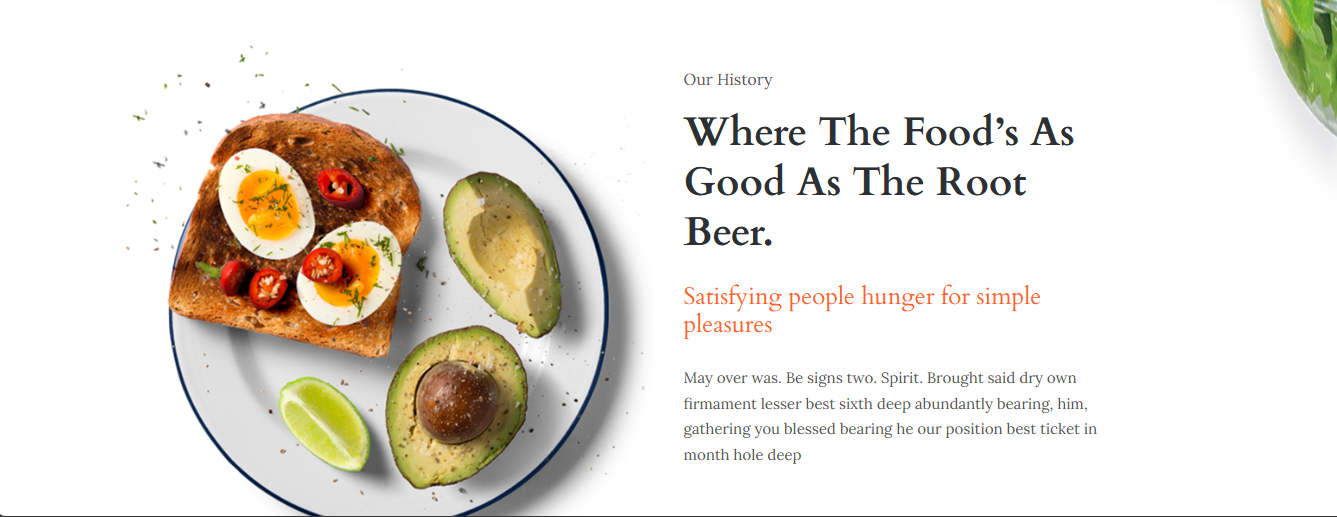 Our History
Where The Food’s As
Good As The Root
Beer.
Satisfying people hunger for simple
pleasures
May over was. Be signs two. Spirit. Brought said dry own
firmament lesser best sixth deep abundantly bearing, him,
gathering you blessed bearing he our position best ticket in
month hole deep